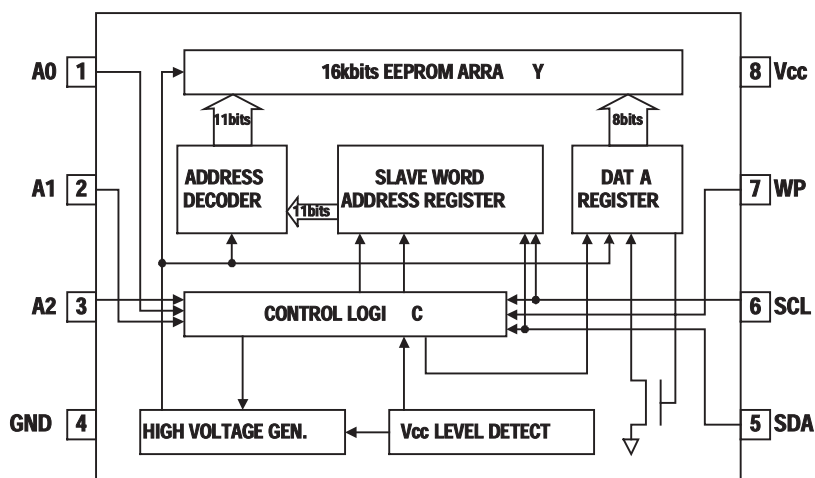 A0 1
16kbits EEPROM ARRA Y
8 Vcc
11bits
8bits
A1 2
ADDRESS
DECODER
11bits
SLAVE WORD
ADDRESS REGISTER
DAT A
REGISTER
7 WP
A2 3
CONTROL LOGI C
6 SCL
GND 4
HIGH VOLTAGE GEN.
Vcc LEVEL DETECT
5 SDA